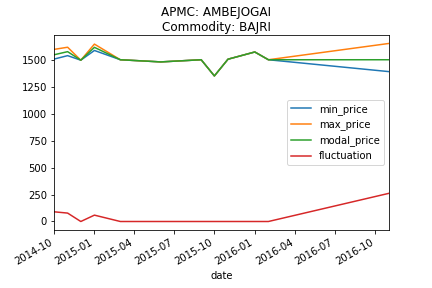 APMC: AMBEJOGAI
Commodity: BAJRI
1500
1250
1000
750
500
250
0
min_price
max_price
modal_price
fluctuation
2014-10
2015-01
2015-04
2015-07
2015-10
2016-01
2016-04
2016-07
2016-10
date